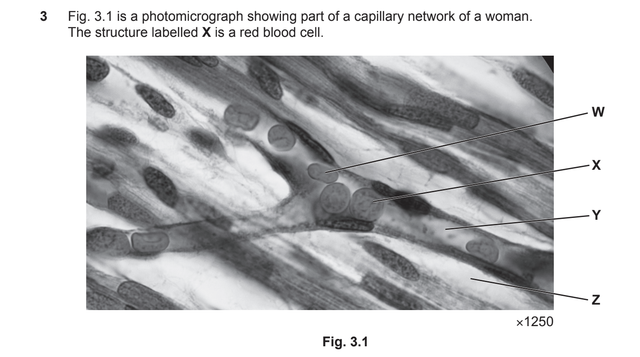 3 Fig. 3.1 is a photomicrograph showing part of a capillary network of a woman.
The structure labelled X is a red blood cell.
W
X
Y
Z
×1250
Fig. 3.1